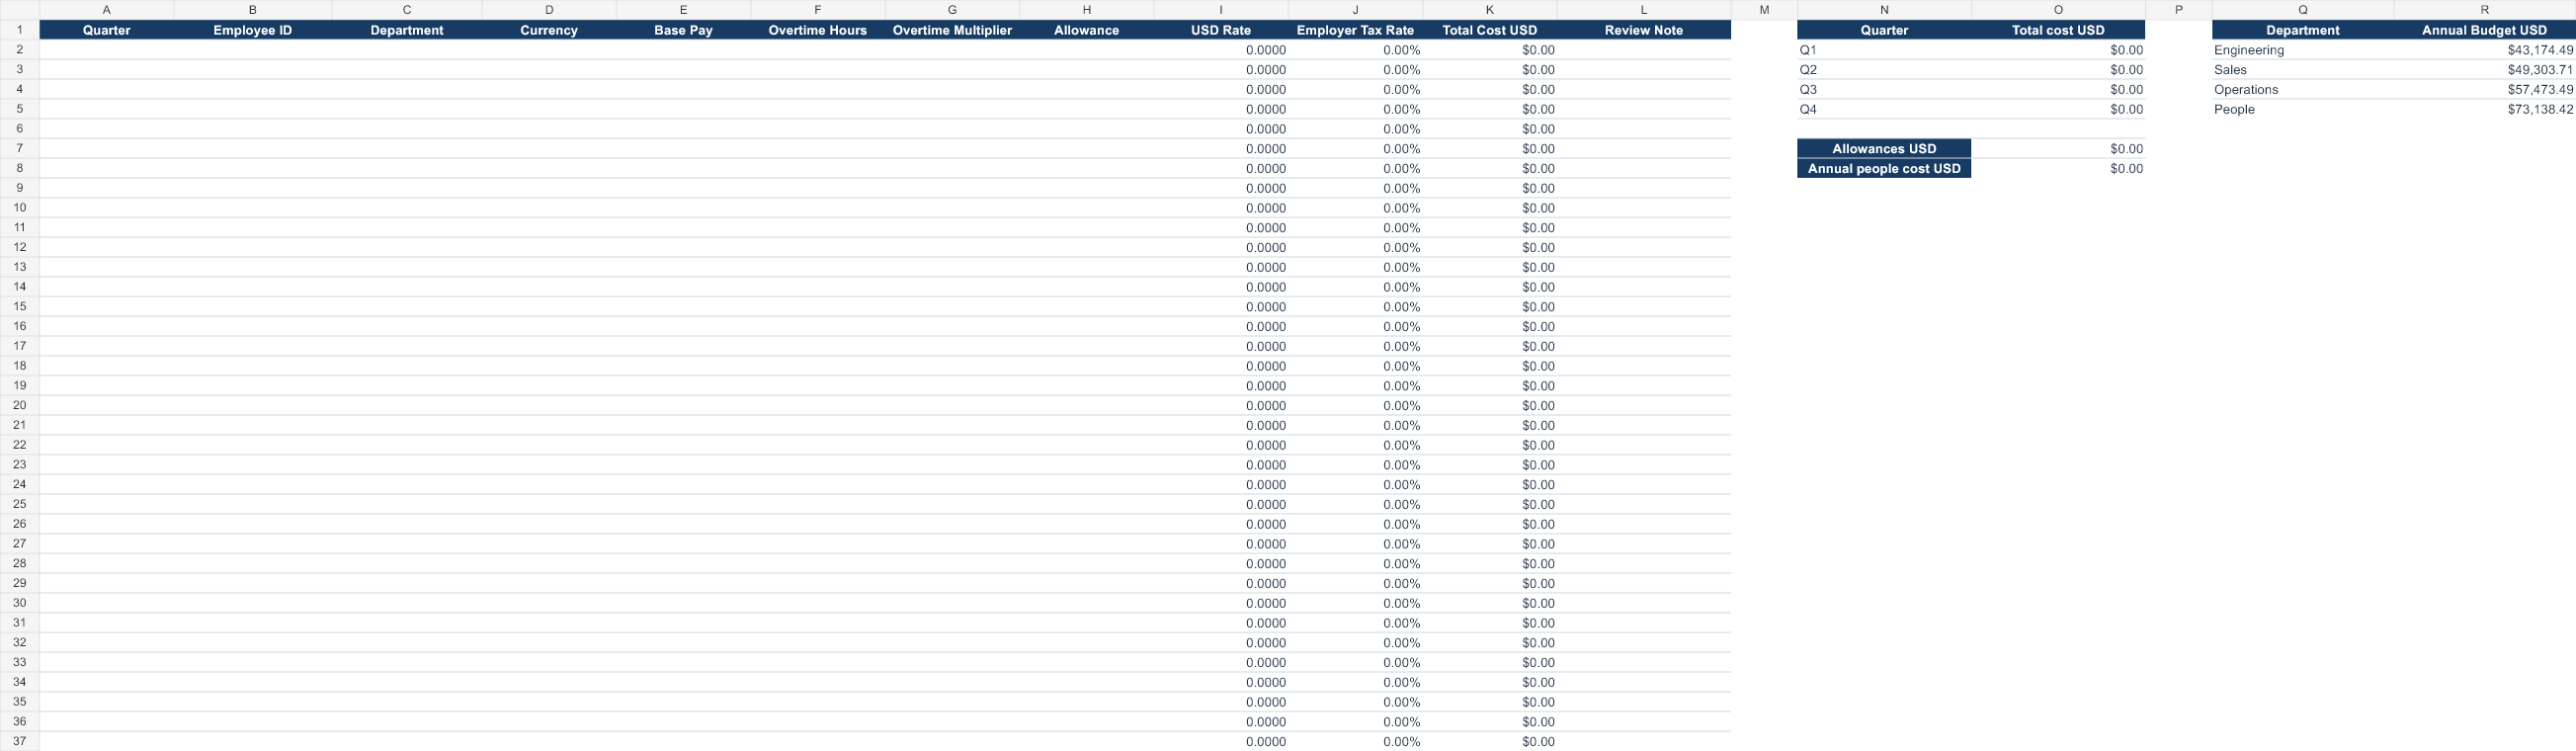 A B C D E F G H I J K L M N O P Q R
1 Quarter Employee ID Department Currency Base Pay Overtime Hours Overtime Multiplier Allowance USD Rate Employer Tax Rate Total Cost USD Review Note Quarter Total cost USD Department Annual Budget USD
2 0.0000 0.00% $0.00 Q1 $0.00 Engineering $43,174.49
3 0.0000 0.00% $0.00 Q2 $0.00 Sales $49,303.71
4 0.0000 0.00% $0.00 Q3 $0.00 Operations $57,473.49
5 0.0000 0.00% $0.00 Q4 $0.00 People $73,138.42
6 0.0000 0.00% $0.00
7 0.0000 0.00% $0.00 Allowances USD $0.00
8 0.0000 0.00% $0.00 Annual people cost USD $0.00
9 0.0000 0.00% $0.00
10 0.0000 0.00% $0.00
11 0.0000 0.00% $0.00
12 0.0000 0.00% $0.00
13 0.0000 0.00% $0.00
14 0.0000 0.00% $0.00
15 0.0000 0.00% $0.00
16 0.0000 0.00% $0.00
17 0.0000 0.00% $0.00
18 0.0000 0.00% $0.00
19 0.0000 0.00% $0.00
20 0.0000 0.00% $0.00
21 0.0000 0.00% $0.00
22 0.0000 0.00% $0.00
23 0.0000 0.00% $0.00
24 0.0000 0.00% $0.00
25 0.0000 0.00% $0.00
26 0.0000 0.00% $0.00
27 0.0000 0.00% $0.00
28 0.0000 0.00% $0.00
29 0.0000 0.00% $0.00
30 0.0000 0.00% $0.00
31 0.0000 0.00% $0.00
32 0.0000 0.00% $0.00
33 0.0000 0.00% $0.00
34 0.0000 0.00% $0.00
35 0.0000 0.00% $0.00
36 0.0000 0.00% $0.00
37 0.0000 0.00% $0.00